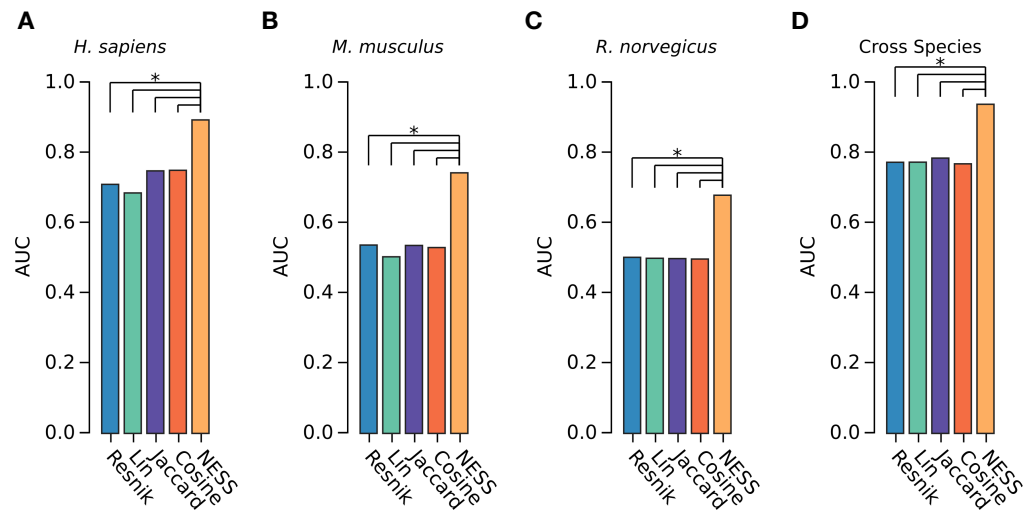 A
H. sapiens
1.0
0.8
0.6
0.4
0.2
0.0
AUC
*
Resnik
Lin
Jaccard
Cosine
NESS
B
M. musculus
1.0
0.8
0.6
0.4
0.2
0.0
AUC
*
Resnik
Lin
Jaccard
Cosine
NESS
C
R. norvegicus
1.0
0.8
0.6
0.4
0.2
0.0
AUC
*
Resnik
Lin
Jaccard
Cosine
NESS
D
Cross Species
1.0
0.8
0.6
0.4
0.2
0.0
AUC
*
Resnik
Lin
Jaccard
Cosine
NESS